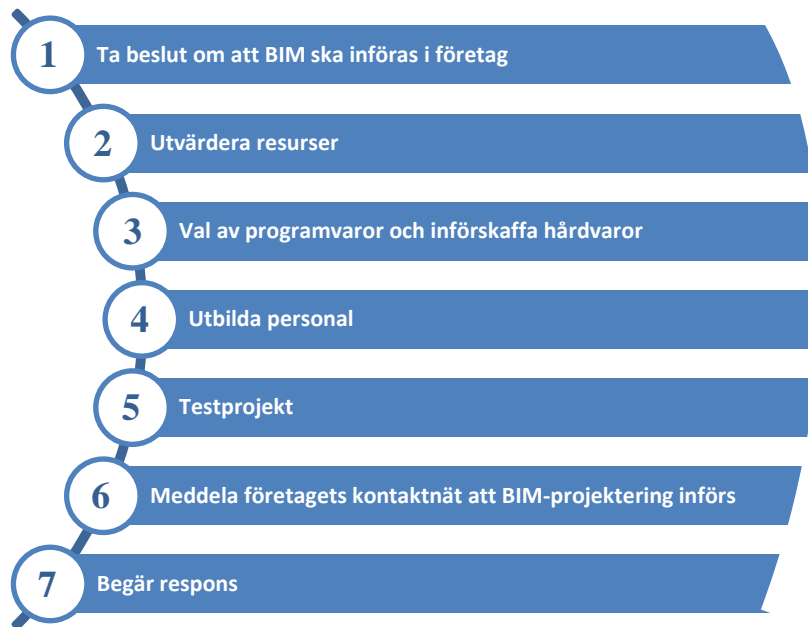 1 Ta beslut om att BIM ska införas i företag
2 Utvärdera resurser
3 Val av programvaror och införskaffa hårdvaror
4 Utbilda personal
5 Testprojekt
6 Meddela företagets kontaktnät att BIM-projektering införs
7 Begär respons